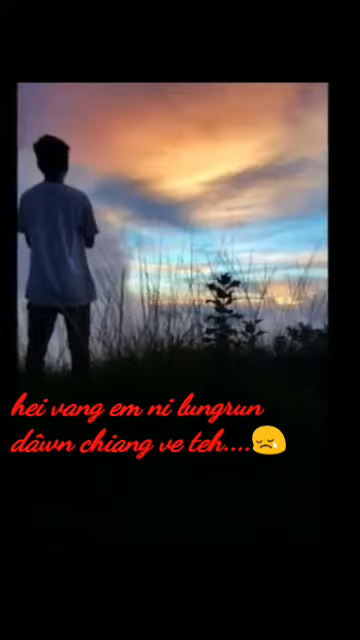 hei vang em ni lungrun
dâwn chiang ve teh....😢